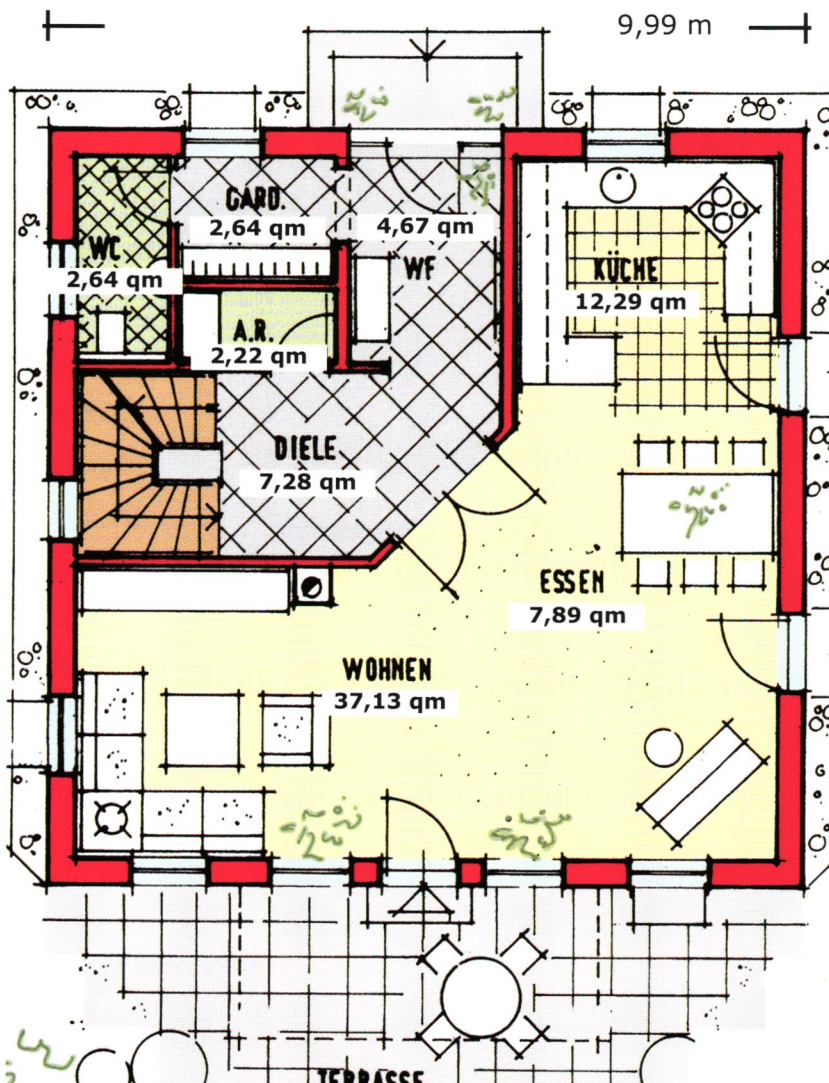 9,99 m
GARD.
2,64 qm
4,67 qm
WF
WC
2,64 qm
KÜCHE
12,29 qm
A.R.
2,22 qm
DIELE
7,28 qm
ESSEN
7,89 qm
WOHNEN
37,13 qm
TERRASSE